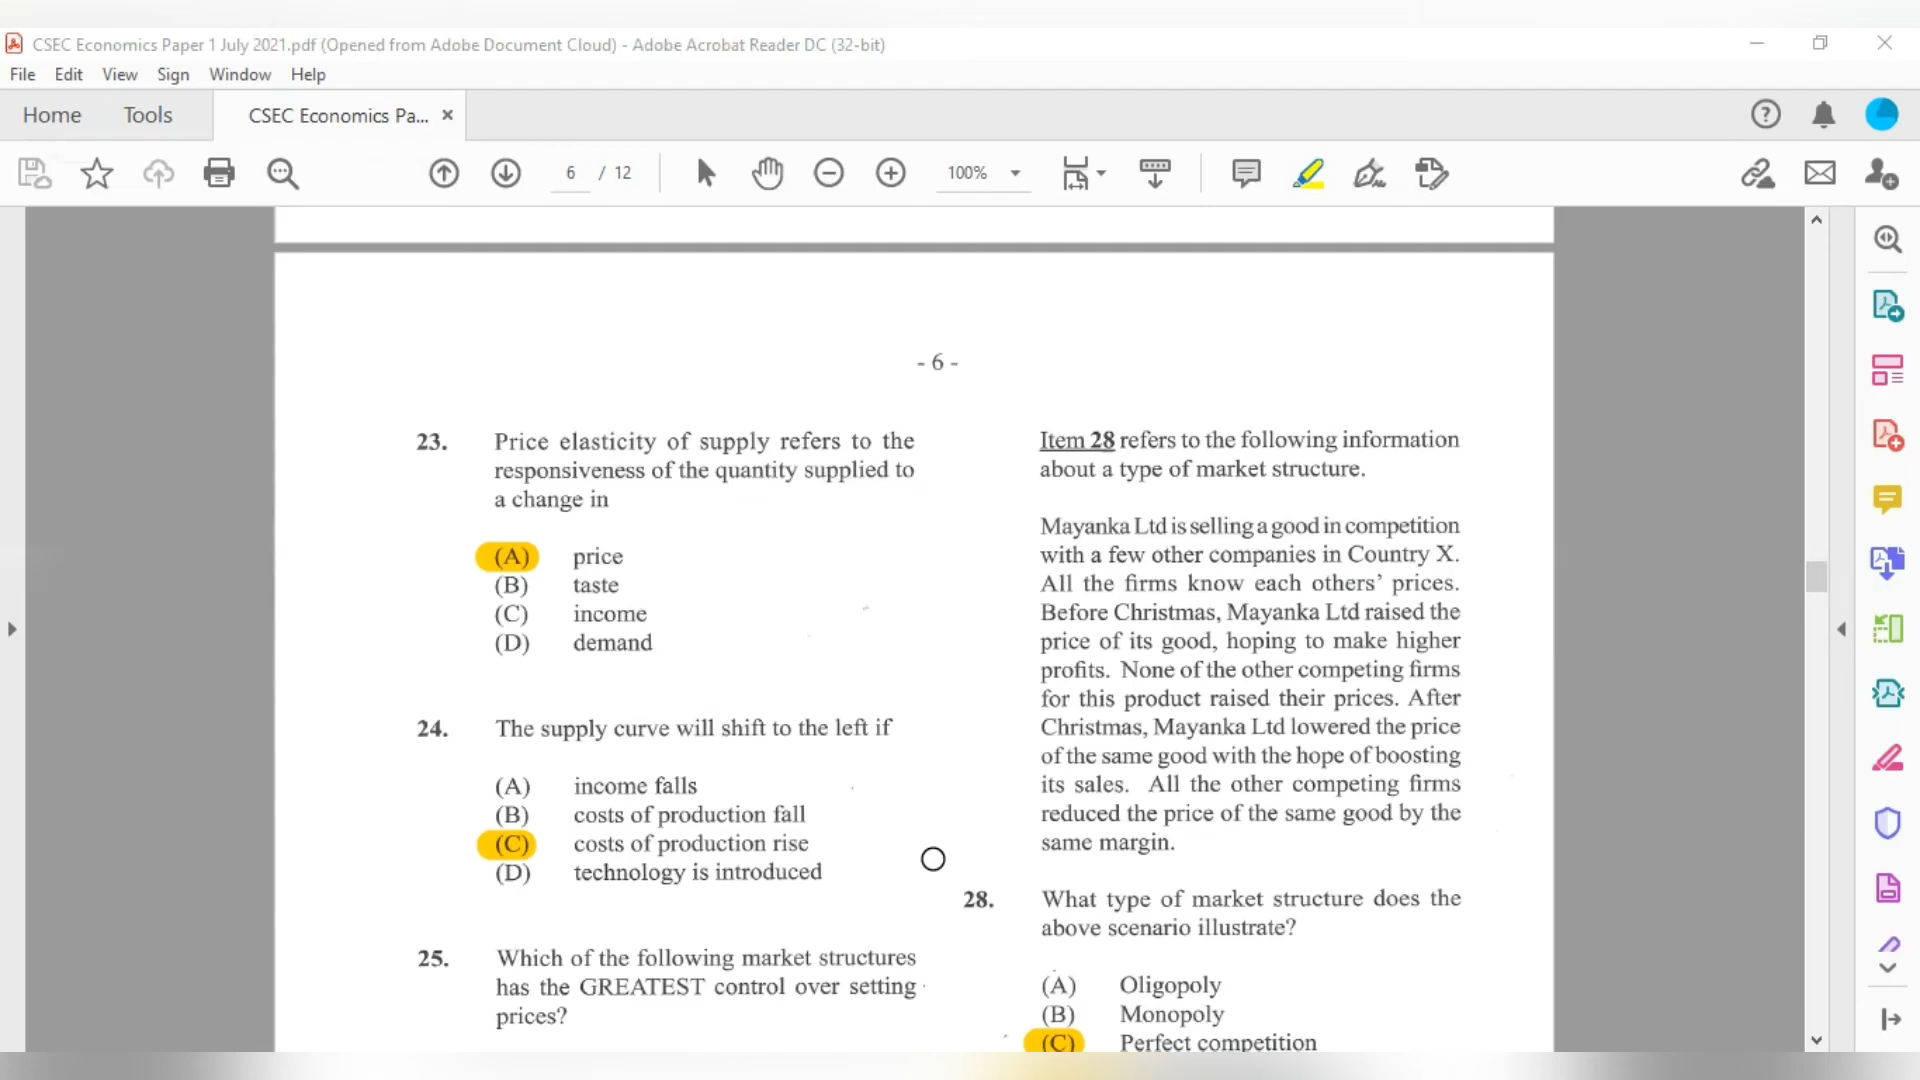 CSEC Economics Paper 1 July 2021.pdf (Opened from Adobe Document Cloud) - Adobe Acrobat Reader DC (32-bit)
File Edit View Sign Window Help
Home Tools CSEC Economics Pa... ×
6 / 12 100%
- 6 -
23. Price elasticity of supply refers to the
responsiveness of the quantity supplied to
a change in
(A) price
(B) taste
(C) income
(D) demand
24. The supply curve will shift to the left if
(A) income falls
(B) costs of production fall
(C) costs of production rise
(D) technology is introduced
25. Which of the following market structures
has the GREATEST control over setting
prices?
Item 28 refers to the following information
about a type of market structure.
Mayanka Ltd is selling a good in competition
with a few other companies in Country X.
All the firms know each others' prices.
Before Christmas, Mayanka Ltd raised the
price of its good, hoping to make higher
profits. None of the other competing firms
for this product raised their prices. After
Christmas, Mayanka Ltd lowered the price
of the same good with the hope of boosting
its sales. All the other competing firms
reduced the price of the same good by the
same margin.
28. What type of market structure does the
above scenario illustrate?
(A) Oligopoly
(B) Monopoly
(C) Perfect competition